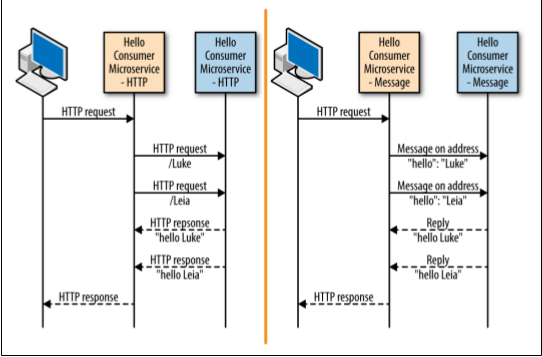 Hello
Consumer
Microservice
- HTTP
Hello
Consumer
Microservice
- HTTP
HTTP request
HTTP request
/Luke
HTTP request
/Leia
HTTP repsonse
"hello Luke"
HTTP response
"hello Leia"
HTTP response
Hello
Consumer
Microservice
- Message
Hello
Consumer
Microservice
- Message
HTTP request
Message on address
"hello": "Luke"
Message on address
"hello": "Leia"
Reply
"hello Luke"
Reply
"hello Leia"
HTTP response